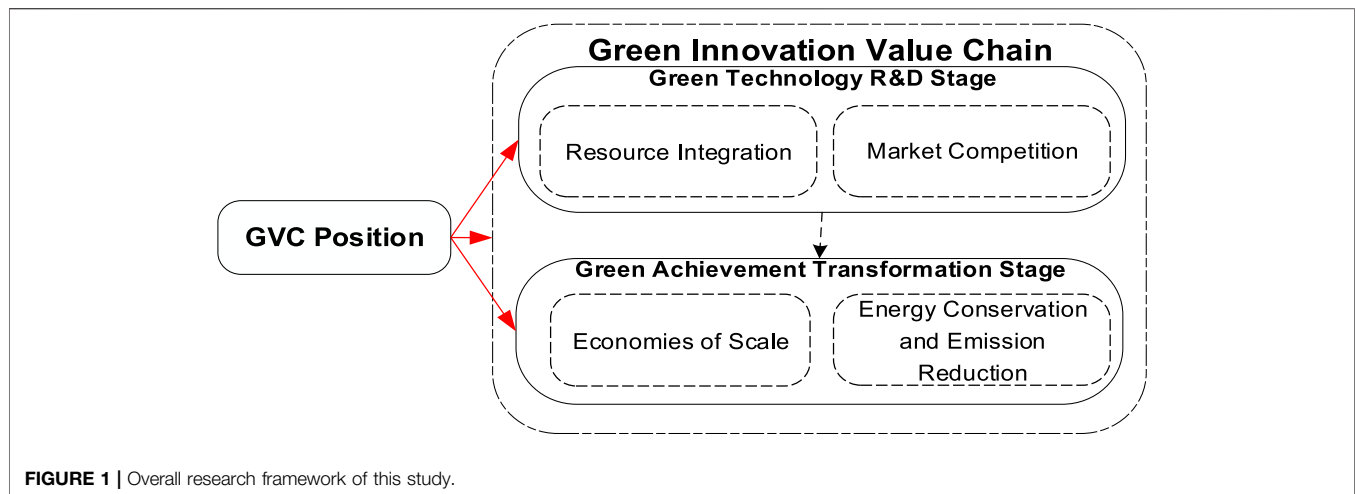 Green Innovation Value Chain
Green Technology R&D Stage
Resource Integration
Market Competition
GVC Position
Green Achievement Transformation Stage
Economies of Scale
Energy Conservation
and Emission
Reduction
FIGURE 1 | Overall research framework of this study.